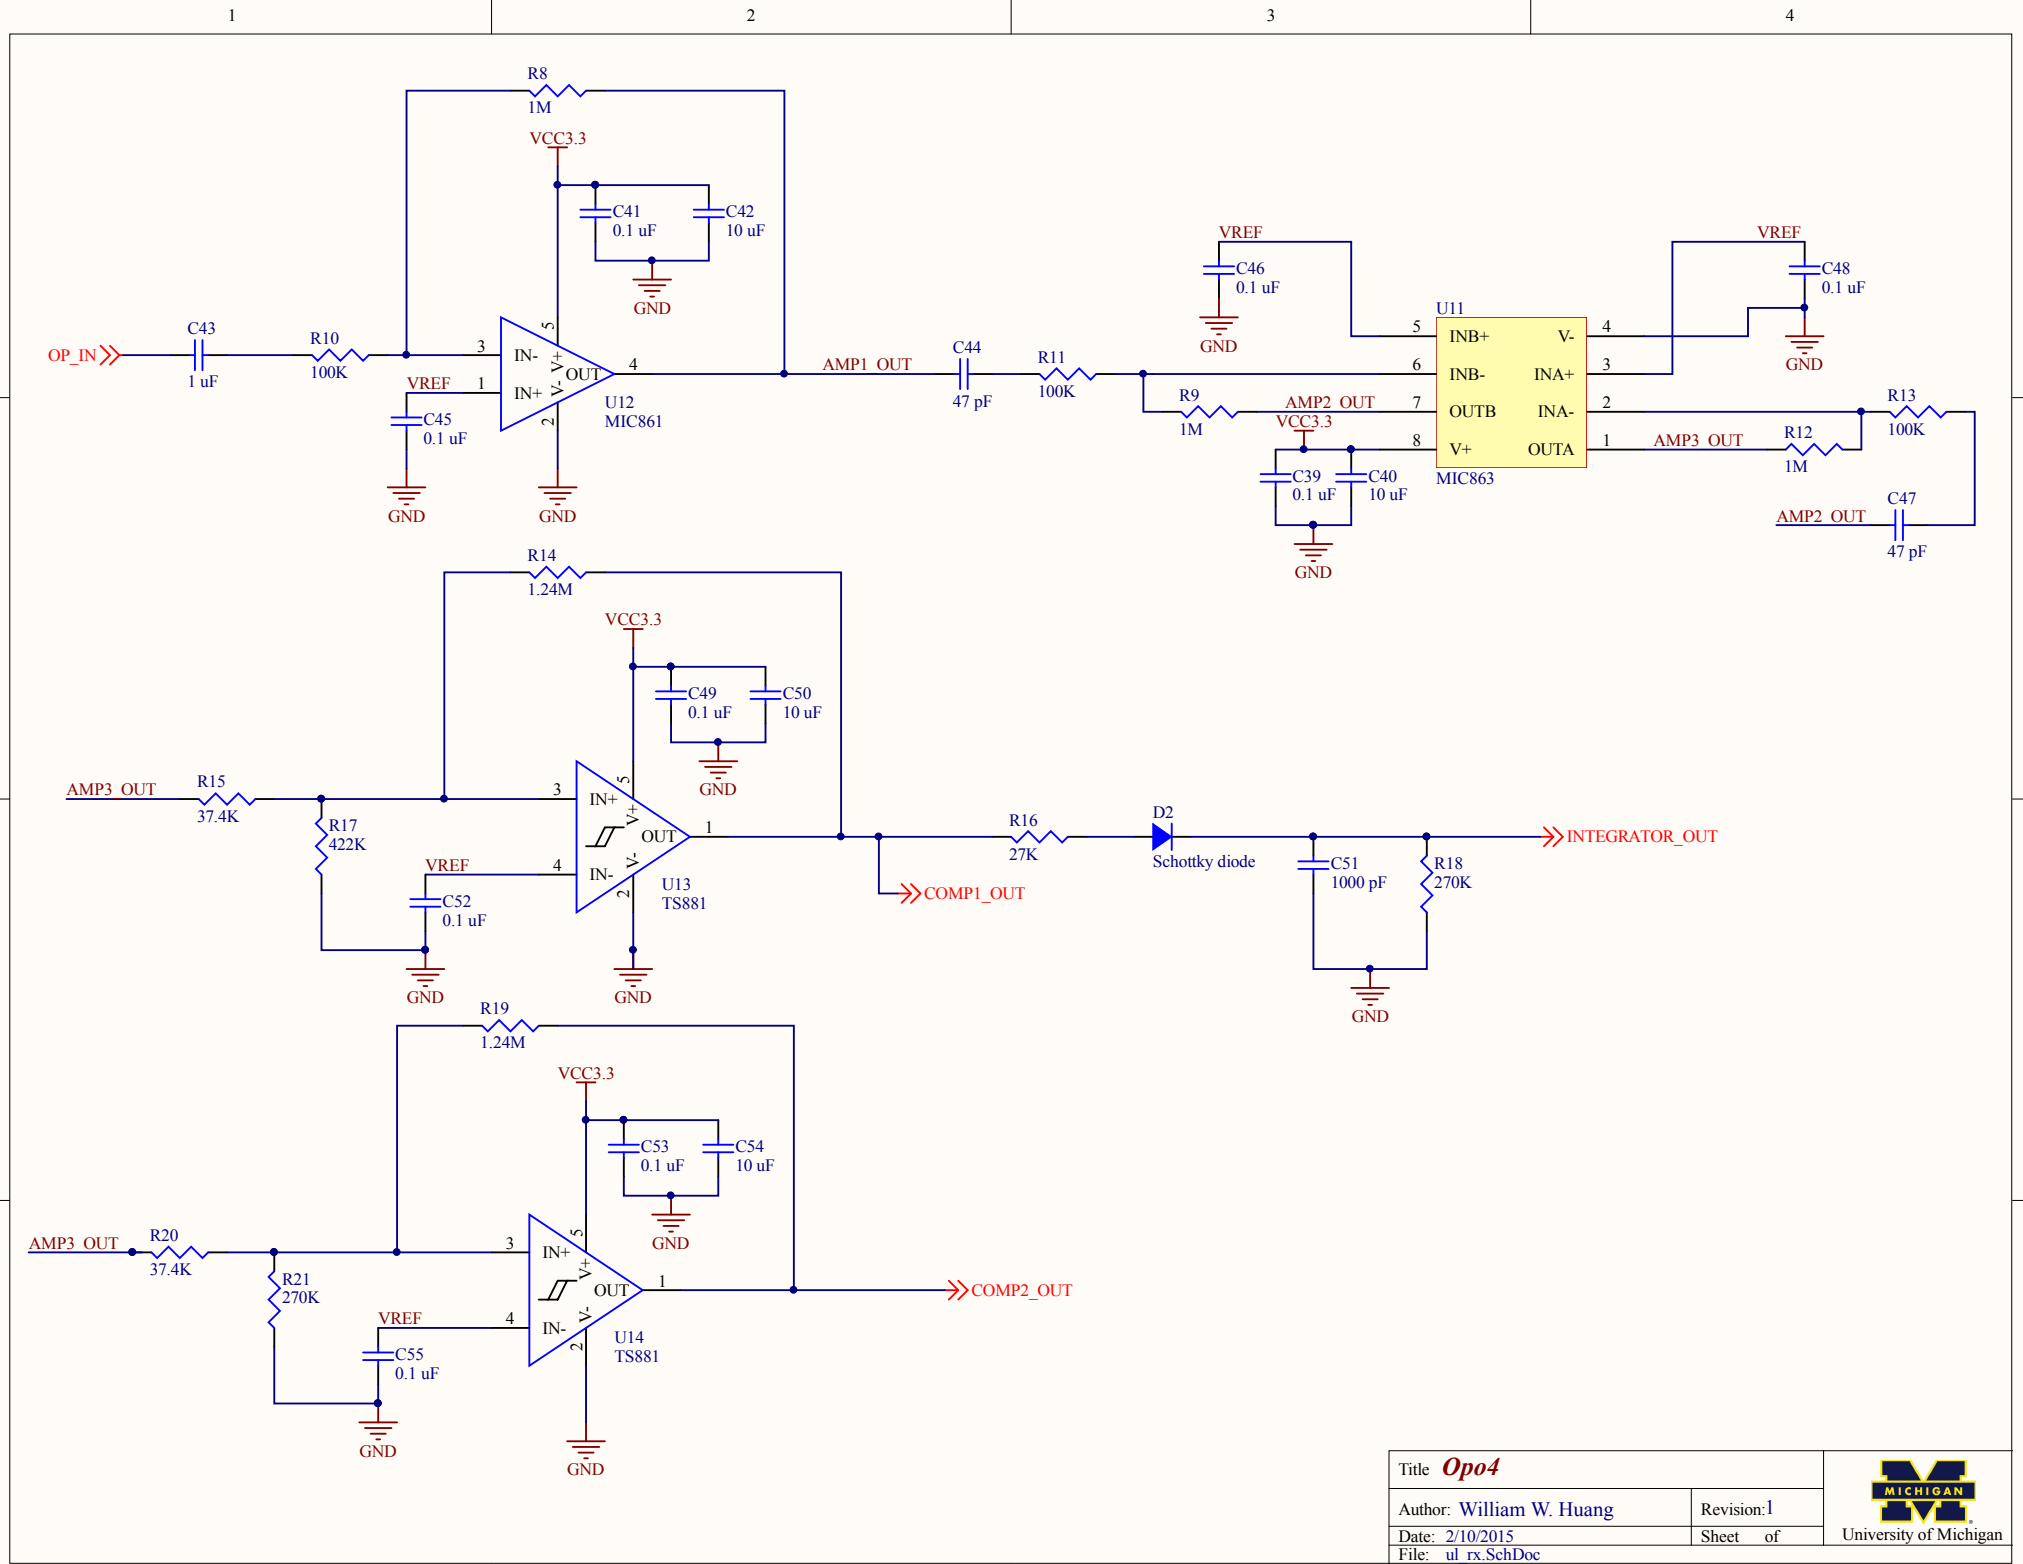 1 2 3 4
R8
1M
VCC3.3
C41
0.1 uF
C42
10 uF
GND
OP_IN
C43
1 uF
R10
100K
3 IN-
VREF 1 IN+
5 V+
V- 2
OUT 4
U12
MIC861
C45
0.1 uF
GND
GND
AMP1_OUT
C44
47 pF
R11
100K
R9
1M
AMP2_OUT
VCC3.3
C39
0.1 uF
C40
10 uF
GND
VREF
C46
0.1 uF
GND
U11
5 INB+ V- 4
6 INB- INA+ 3
7 OUTB INA- 2
8 V+ OUTA 1
MIC863
VREF
C48
0.1 uF
GND
R13
100K
AMP3_OUT
R12
1M
C47
AMP2_OUT
47 pF
R14
1.24M
VCC3.3
C49
0.1 uF
C50
10 uF
GND
AMP3_OUT
R15
37.4K
R17
422K
3 IN+
VREF 4 IN-
5 V+
V- 2
OUT 1
U13
TS881
C52
0.1 uF
GND
GND
COMP1_OUT
R16
27K
D2
Schottky diode
C51
1000 pF
R18
270K
INTEGRATOR_OUT
GND
R19
1.24M
VCC3.3
C53
0.1 uF
C54
10 uF
GND
AMP3_OUT
R20
37.4K
R21
270K
3 IN+
VREF 4 IN-
5 V+
V- 2
OUT 1
U14
TS881
COMP2_OUT
C55
0.1 uF
GND
GND
Title Opo4
Author: William W. Huang
Revision:1
Date: 2/10/2015
Sheet of
File: ul_rx.SchDoc
MICHIGAN
University of Michigan